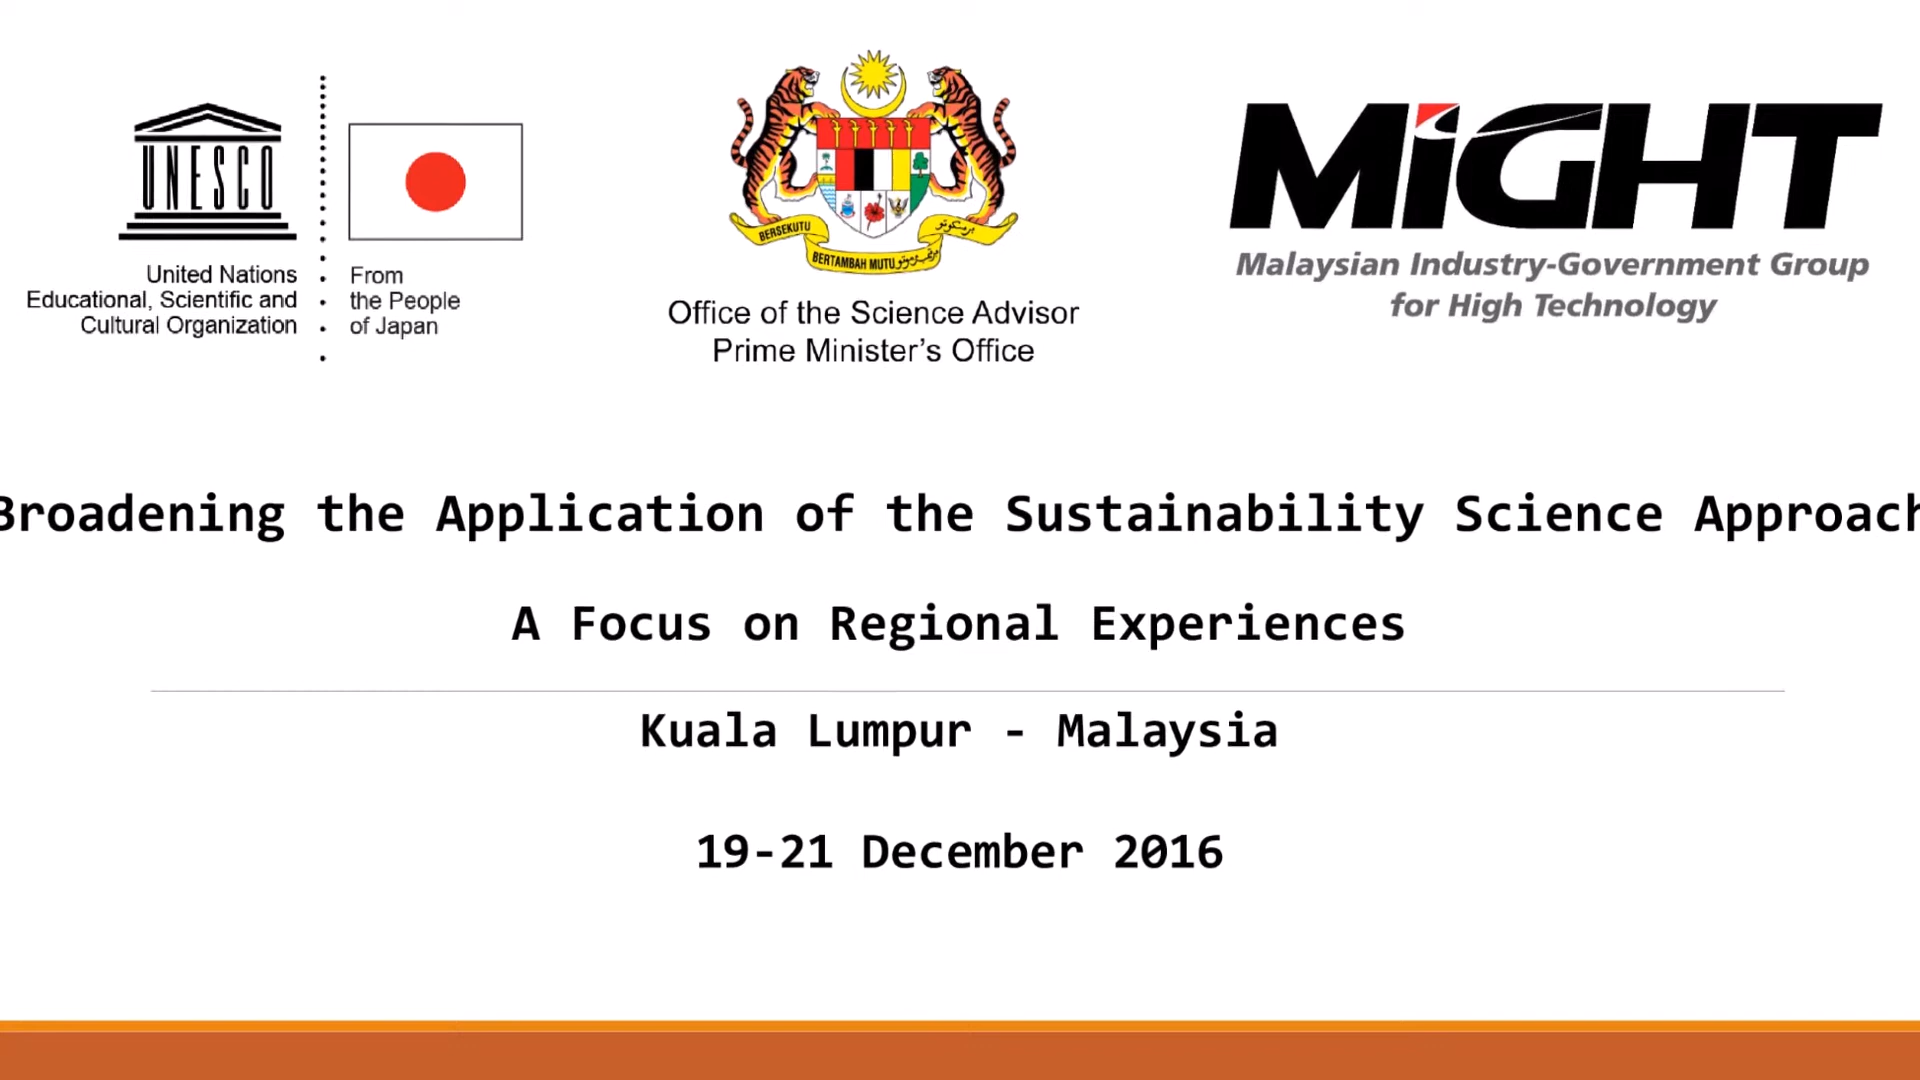 UNESCO
United Nations
Educational, Scientific and
Cultural Organization
From
the People
of Japan
BERSEKUTU
BERTAMBAH MUTU
Office of the Science Advisor
Prime Minister's Office
MiGHT
Malaysian Industry-Government Group
for High Technology
Broadening the Application of the Sustainability Science Approach
A Focus on Regional Experiences
Kuala Lumpur - Malaysia
19-21 December 2016